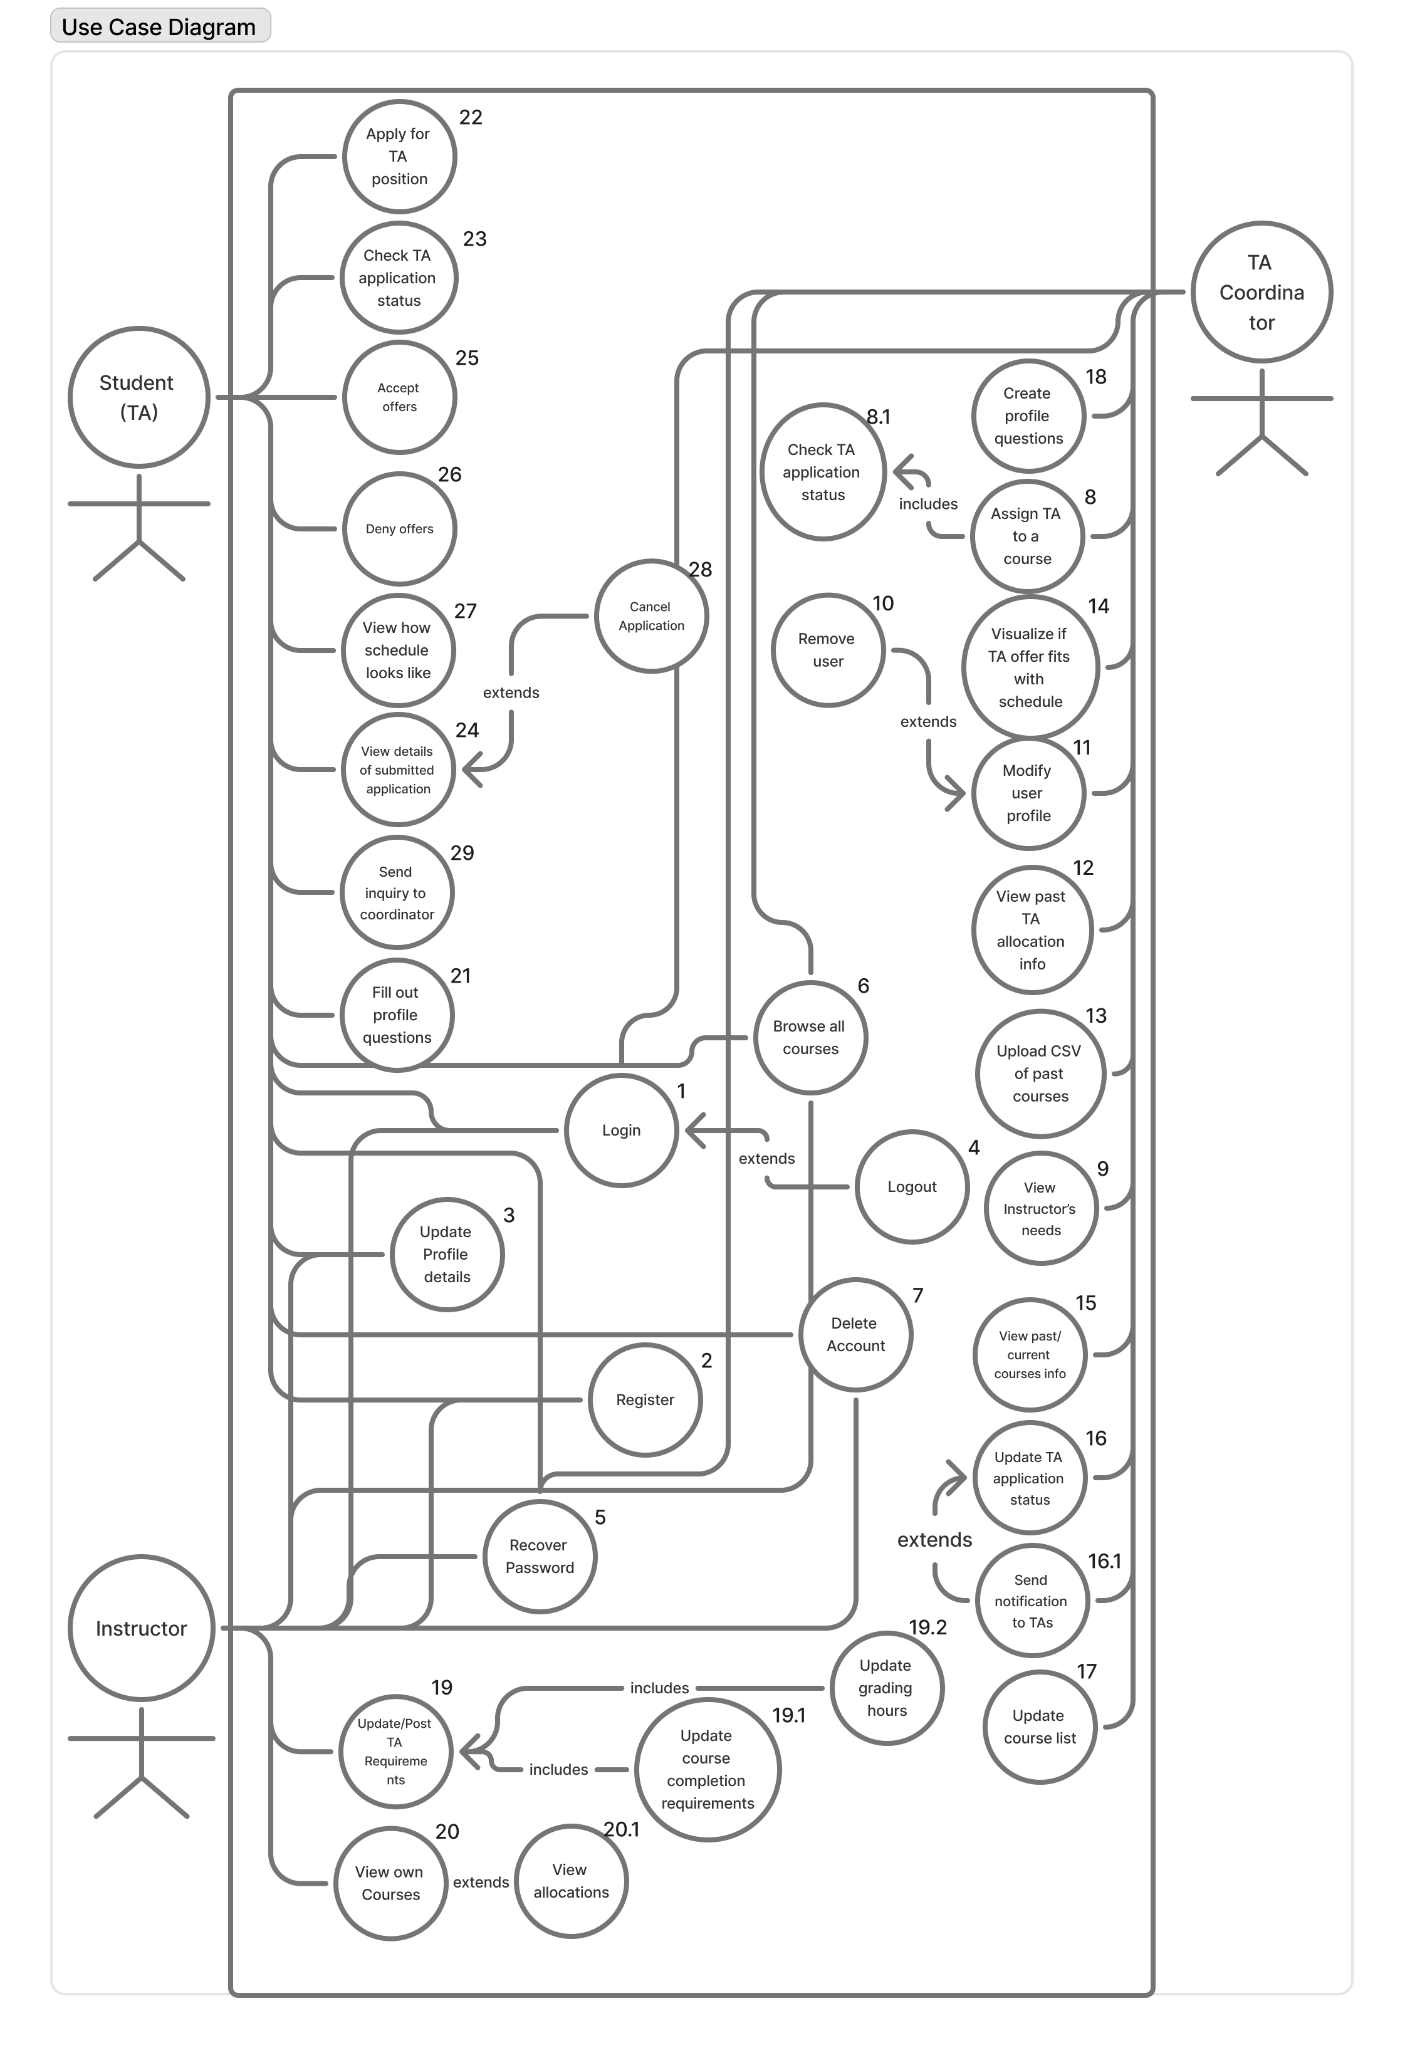 Use Case Diagram
22
Apply for
TA
position
23
Check TA
application
status
TA
Coordina
tor
25
Accept
offers
Student
(TA)
18
Create
profile
questions
8.1
Check TA
application
status
includes
8
Assign TA
to a
course
26
Deny offers
28
Cancel
Application
10
Remove
user
14
Visualize if
TA offer fits
with
schedule
27
View how
schedule
looks like
extends
extends
24
View details
of submitted
application
11
Modify
user
profile
29
Send
inquiry to
coordinator
12
View past
TA
allocation
info
21
Fill out
profile
questions
6
Browse all
courses
13
Upload CSV
of past
courses
1
Login
extends
4
Logout
9
View
Instructor's
needs
3
Update
Profile
details
7
Delete
Account
15
View past/
current
courses info
2
Register
16
Update TA
application
status
5
Recover
Password
extends
16.1
Send
notification
to TAs
Instructor
19.2
Update
grading
hours
17
Update
course list
19
Update/Post
TA
Requireme
nts
includes
19.1
Update
course
completion
requirements
includes
20
View own
Courses
extends
20.1
View
allocations